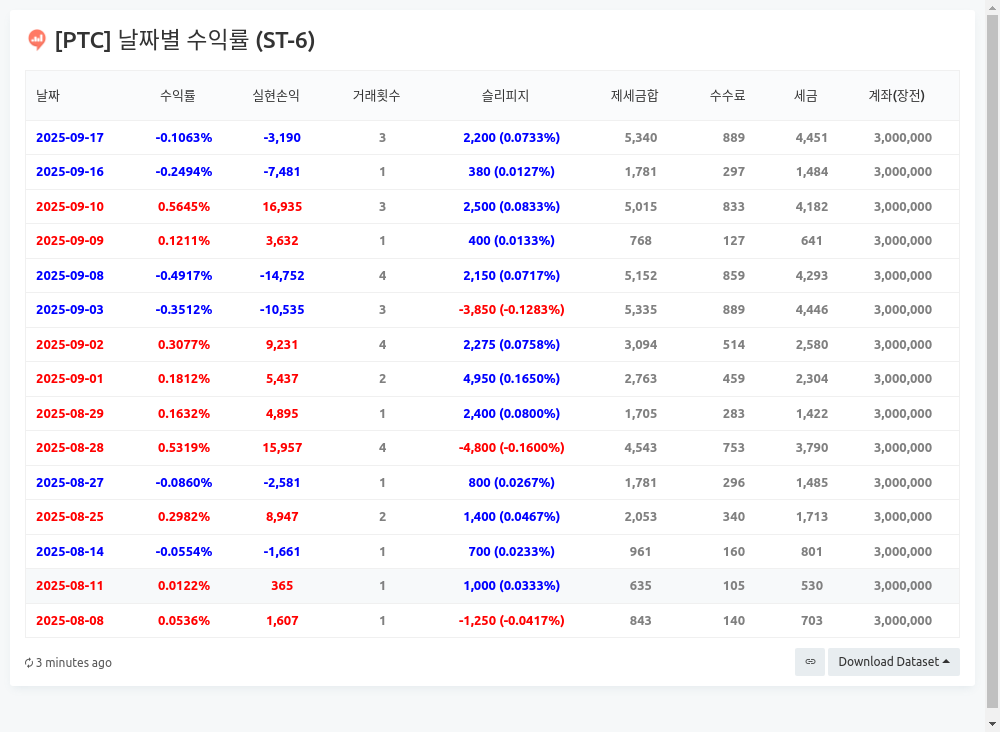 [PTC] 날짜별 수익률 (ST-6)
날짜 수익률 실현손익 거래횟수 슬리피지 제세금합 수수료 세금 계좌(장전)
2025-09-17 -0.1063% -3,190 3 2,200 (0.0733%) 5,340 889 4,451 3,000,000
2025-09-16 -0.2494% -7,481 1 380 (0.0127%) 1,781 297 1,484 3,000,000
2025-09-10 0.5645% 16,935 3 2,500 (0.0833%) 5,015 833 4,182 3,000,000
2025-09-09 0.1211% 3,632 1 400 (0.0133%) 768 127 641 3,000,000
2025-09-08 -0.4917% -14,752 4 2,150 (0.0717%) 5,152 859 4,293 3,000,000
2025-09-03 -0.3512% -10,535 3 -3,850 (-0.1283%) 5,335 889 4,446 3,000,000
2025-09-02 0.3077% 9,231 4 2,275 (0.0758%) 3,094 514 2,580 3,000,000
2025-09-01 0.1812% 5,437 2 4,950 (0.1650%) 2,763 459 2,304 3,000,000
2025-08-29 0.1632% 4,895 1 2,400 (0.0800%) 1,705 283 1,422 3,000,000
2025-08-28 0.5319% 15,957 4 -4,800 (-0.1600%) 4,543 753 3,790 3,000,000
2025-08-27 -0.0860% -2,581 1 800 (0.0267%) 1,781 296 1,485 3,000,000
2025-08-25 0.2982% 8,947 2 1,400 (0.0467%) 2,053 340 1,713 3,000,000
2025-08-14 -0.0554% -1,661 1 700 (0.0233%) 961 160 801 3,000,000
2025-08-11 0.0122% 365 1 1,000 (0.0333%) 635 105 530 3,000,000
2025-08-08 0.0536% 1,607 1 -1,250 (-0.0417%) 843 140 703 3,000,000
3 minutes ago Download Dataset